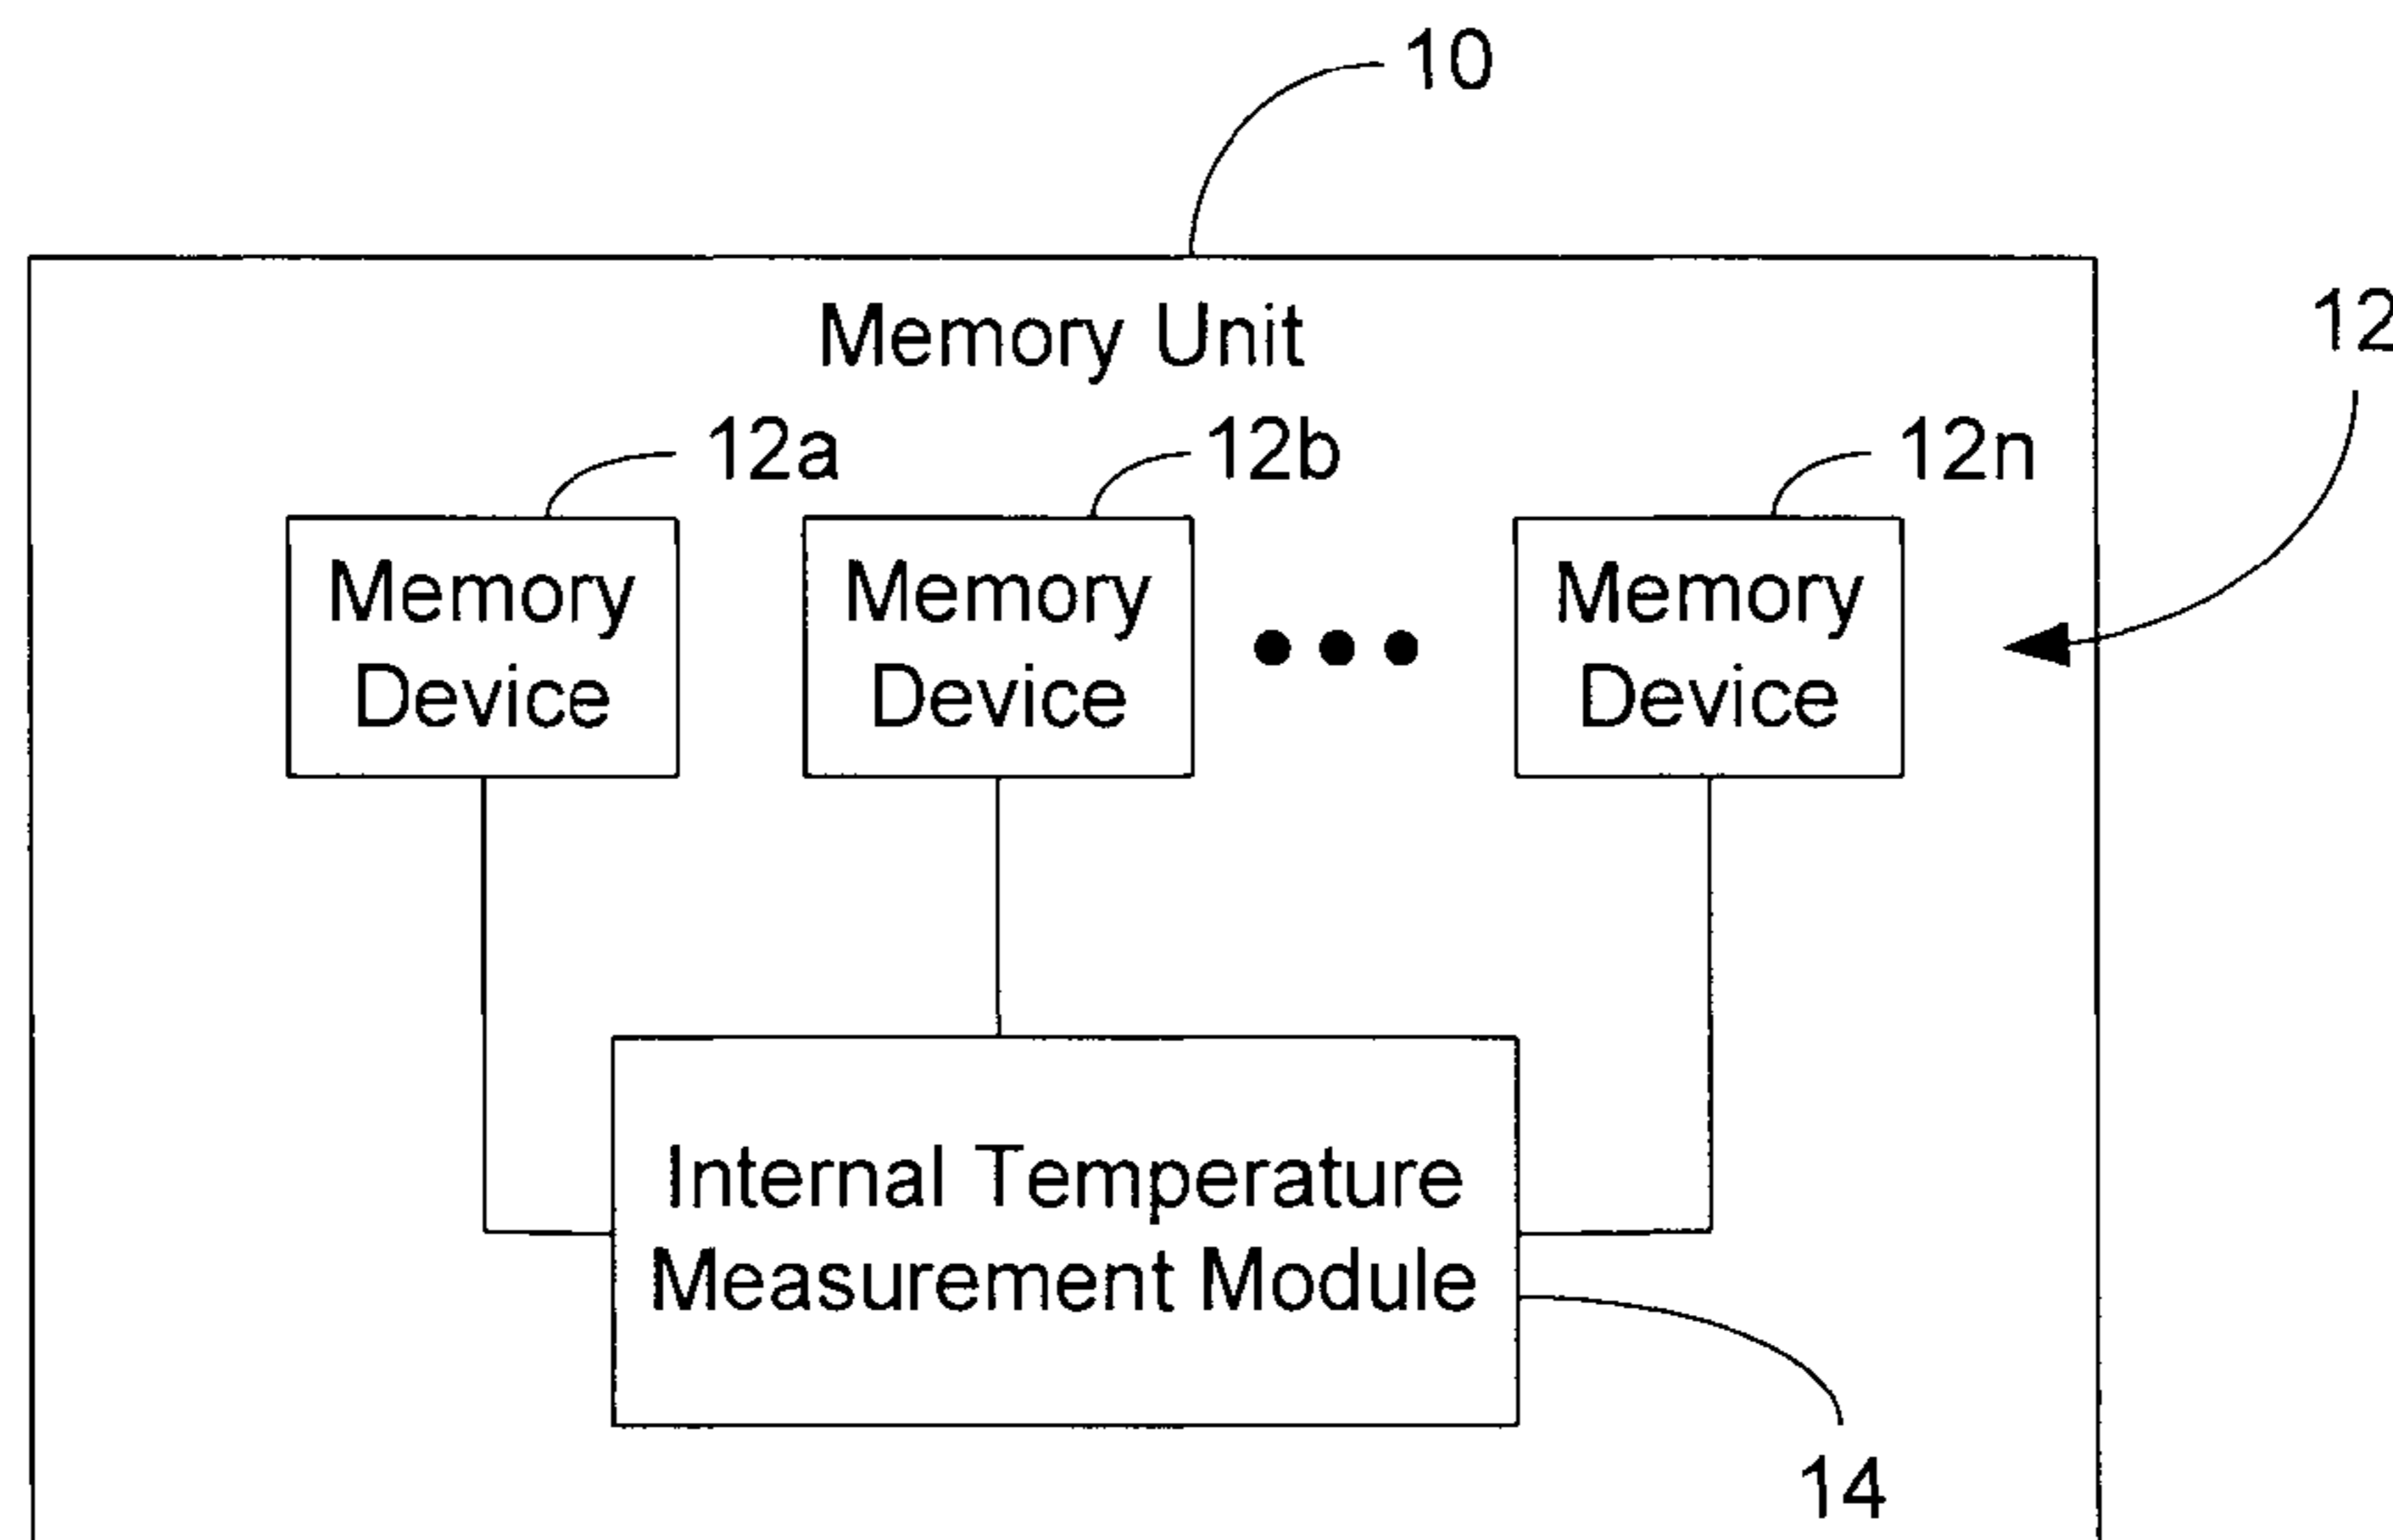 10
Memory Unit
12
12a
12b
12n
Memory
Device
Memory
Device
Memory
Device
Internal Temperature
Measurement Module
14